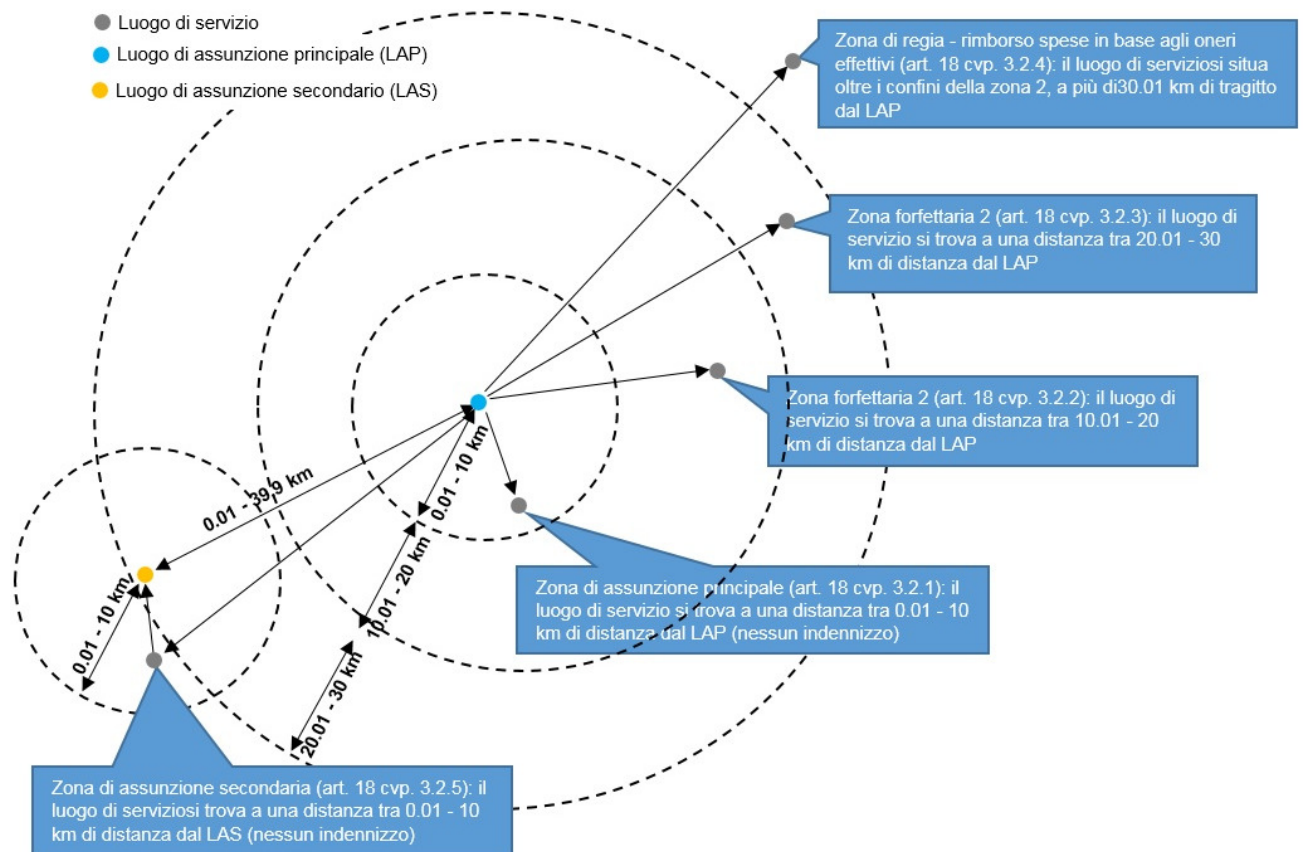 Luogo di servizio
Luogo di assunzione principale (LAP)
Luogo di assunzione secondario (LAS)
Zona di regia - rimborso spese in base agli oneri
effettivi (art. 18 cvp. 3.2.4): il luogo di serviziosi situa
oltre i confini della zona 2, a più di30.01 km di tragitto
dal LAP
Zona forfettaria 2 (art. 18 cvp. 3.2.3): il luogo di
servizio si trova a una distanza tra 20.01 - 30
km di distanza dal LAP
Zona forfettaria 2 (art. 18 cvp. 3.2.2): il luogo di
servizio si trova a una distanza tra 10.01 - 20
km di distanza dal LAP
0.01 - 39.9 km
0.01 - 10 km
10.01 - 20 km
20.01 - 30 km
0.01 - 10 km
Zona di assunzione principale (art. 18 cvp. 3.2.1): il
luogo di servizio si trova a una distanza tra 0.01 - 10
km di distanza dal LAP (nessun indennizzo)
Zona di assunzione secondaria (art. 18 cvp. 3.2.5): il
luogo di serviziosi trova a una distanza tra 0.01 - 10
km di distanza dal LAS (nessun indennizzo)